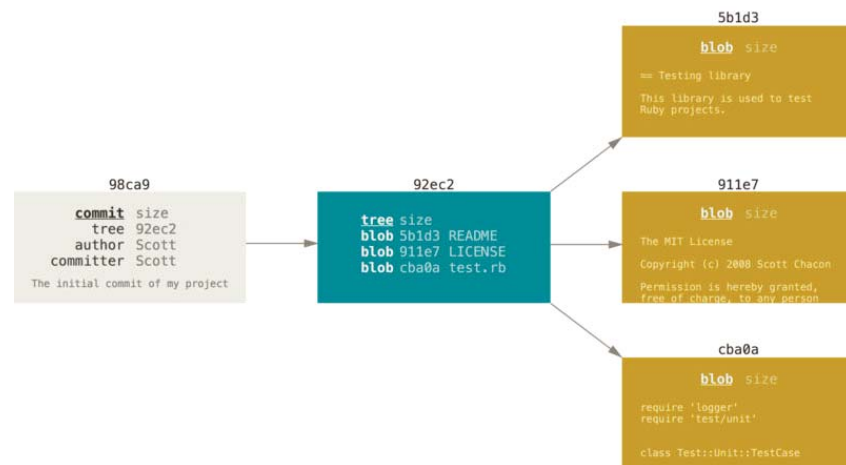 98ca9
commit size
tree 92ec2
author Scott
committer Scott
The initial commit of my project
92ec2
tree size
blob 5b1d3 README
blob 911e7 LICENSE
blob cba0a test.rb
5b1d3
blob size
== Testing library
This library is used to test
Ruby projects.
911e7
blob size
The MIT License
Copyright (c) 2008 Scott Chacon
Permission is hereby granted,
free of charge, to any person
cba0a
blob size
require 'logger'
require 'test/unit'
class Test::Unit::TestCase